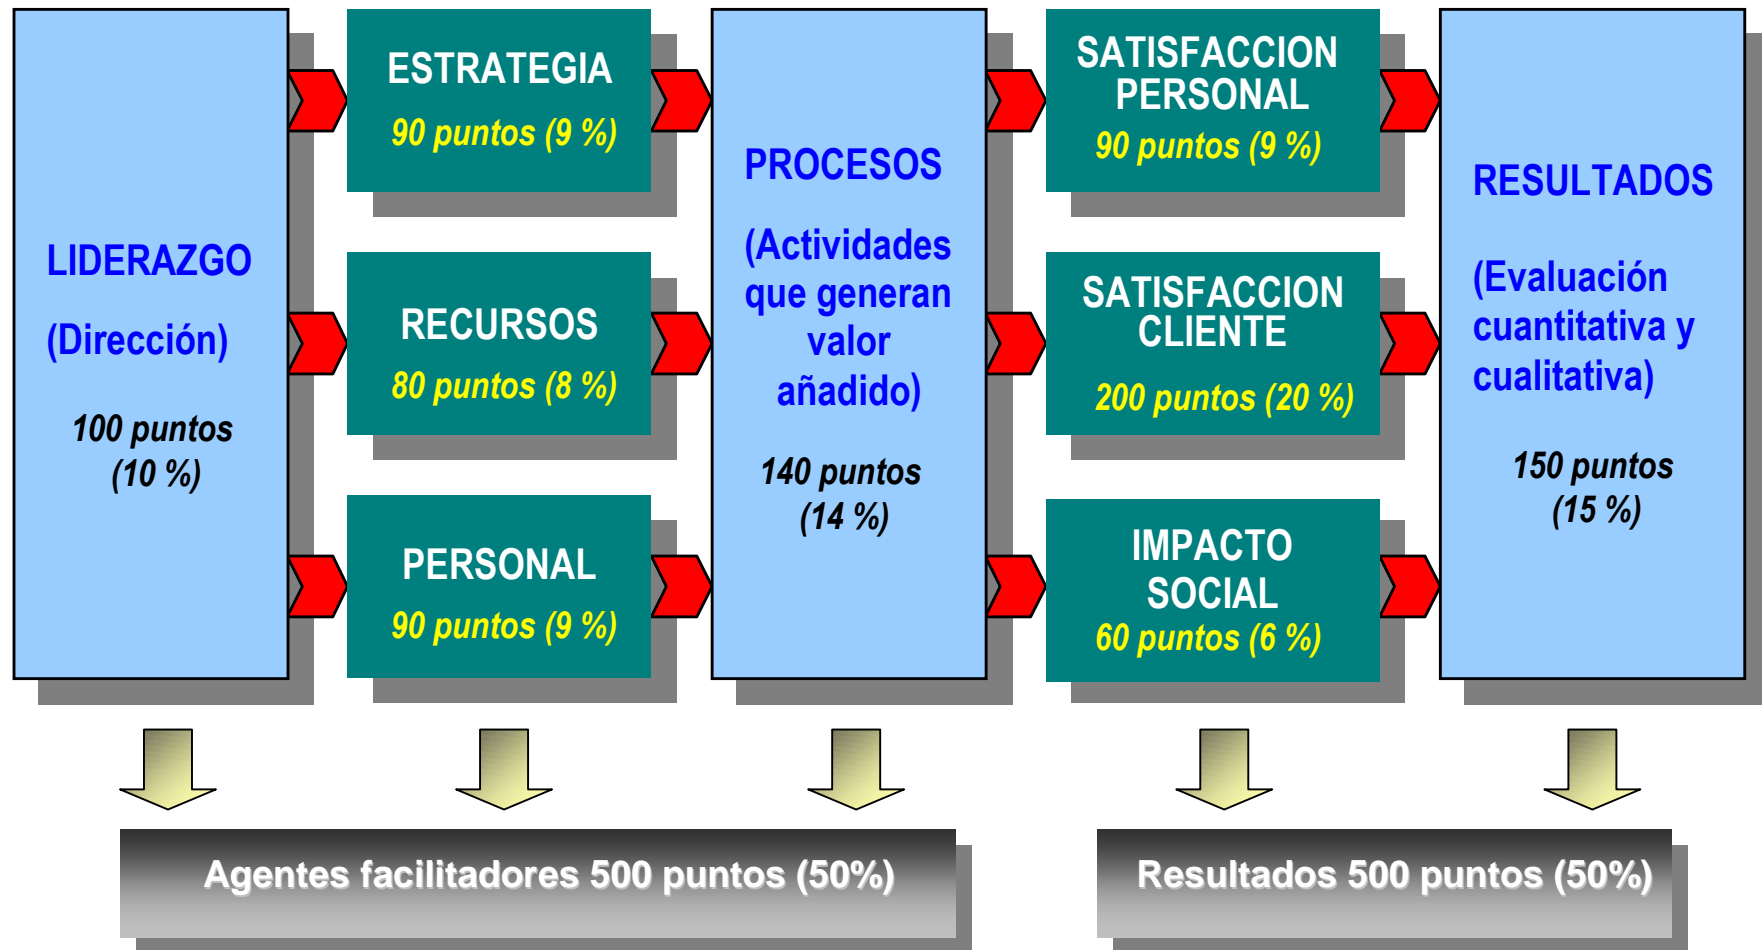 LIDERAZGO
(Dirección)
100 puntos
(10 %)
ESTRATEGIA
90 puntos (9 %)
RECURSOS
80 puntos (8 %)
PERSONAL
90 puntos (9 %)
PROCESOS
(Actividades
que generan
valor
añadido)
140 puntos
(14 %)
SATISFACCION
PERSONAL
90 puntos (9 %)
SATISFACCION
CLIENTE
200 puntos (20 %)
IMPACTO
SOCIAL
60 puntos (6 %)
RESULTADOS
(Evaluación
cuantitativa y
cualitativa)
150 puntos
(15 %)
Agentes facilitadores 500 puntos (50%)
Resultados 500 puntos (50%)